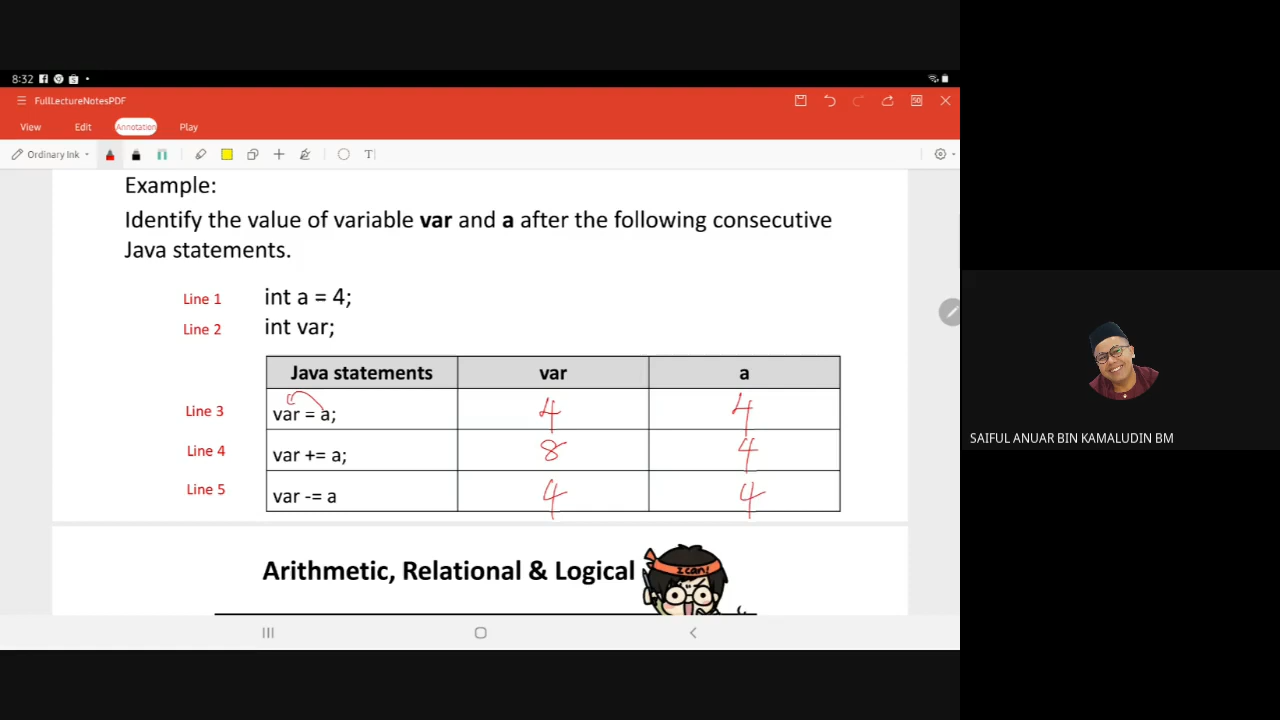 8:32
FullLectureNotesPDF
50
View Edit Annotation Play
Ordinary Ink T
Example:
Identify the value of variable var and a after the following consecutive
Java statements.
Line 1 int a = 4;
Line 2 int var;
Java statements var a
Line 3 var = a; 4 4
Line 4 var += a; 8 4
Line 5 var -= a 4 4
Arithmetic, Relational & Logical
I can!
SAIFUL ANUAR BIN KAMALUDIN BM